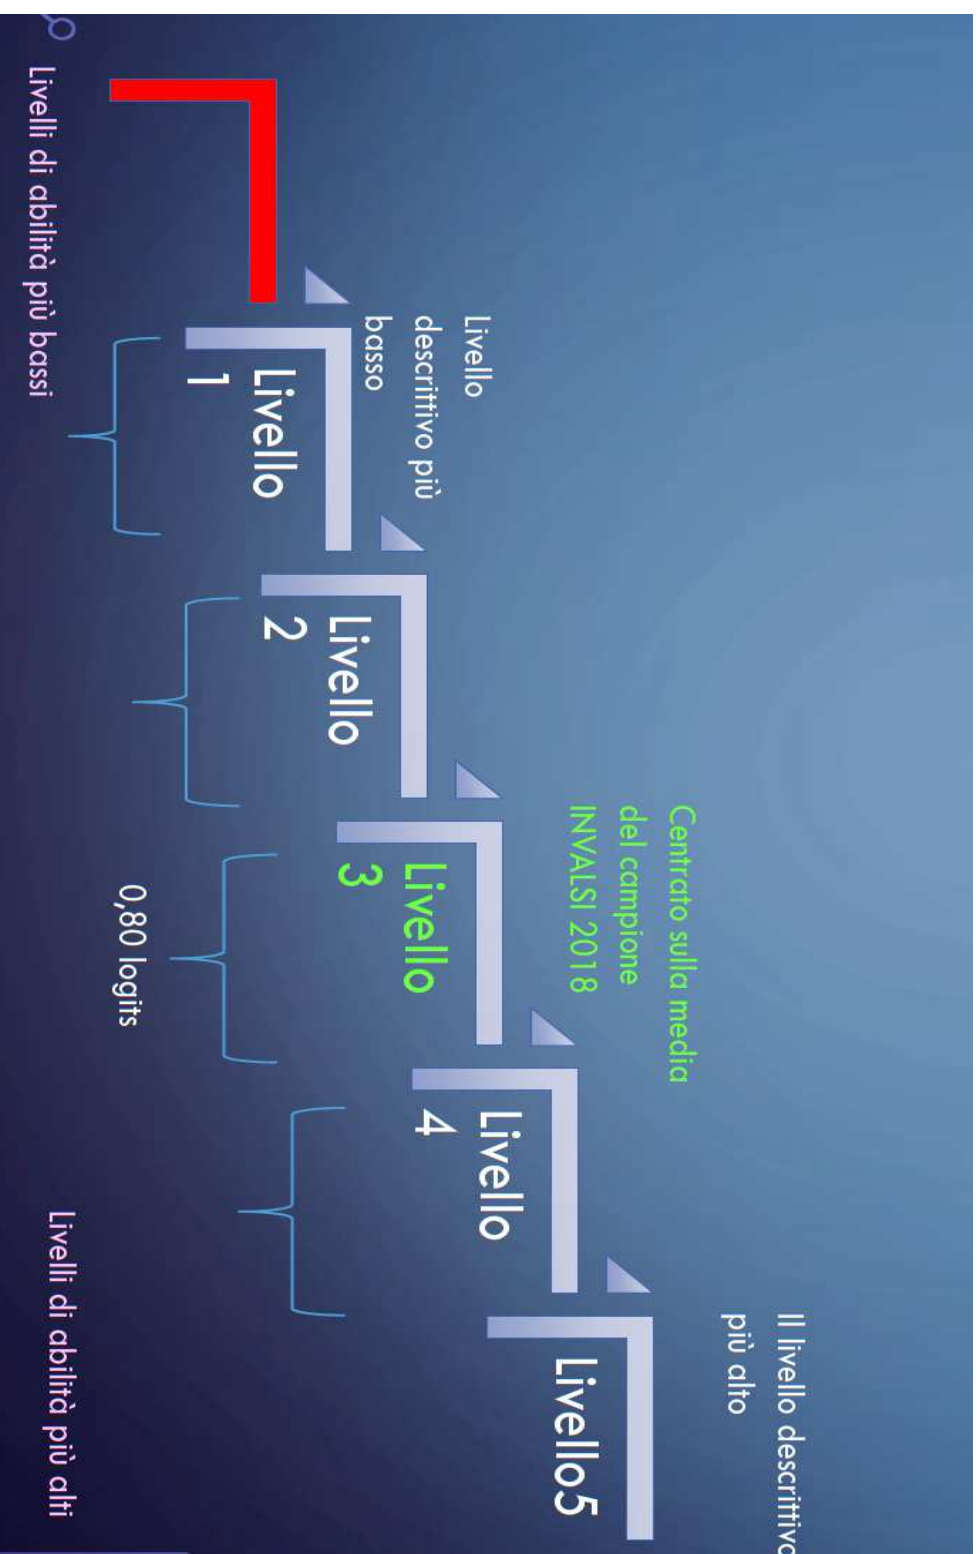 Livello
descrittivo più
basso
Livello
1
Livello
2
Centrato sulla media
del campione
INVALSI 2018
Livello
3
Livello
4
Il livello descrittivo
più alto
Livello5
0,80 logits
Livelli di abilità più bassi
Livelli di abilità più alti